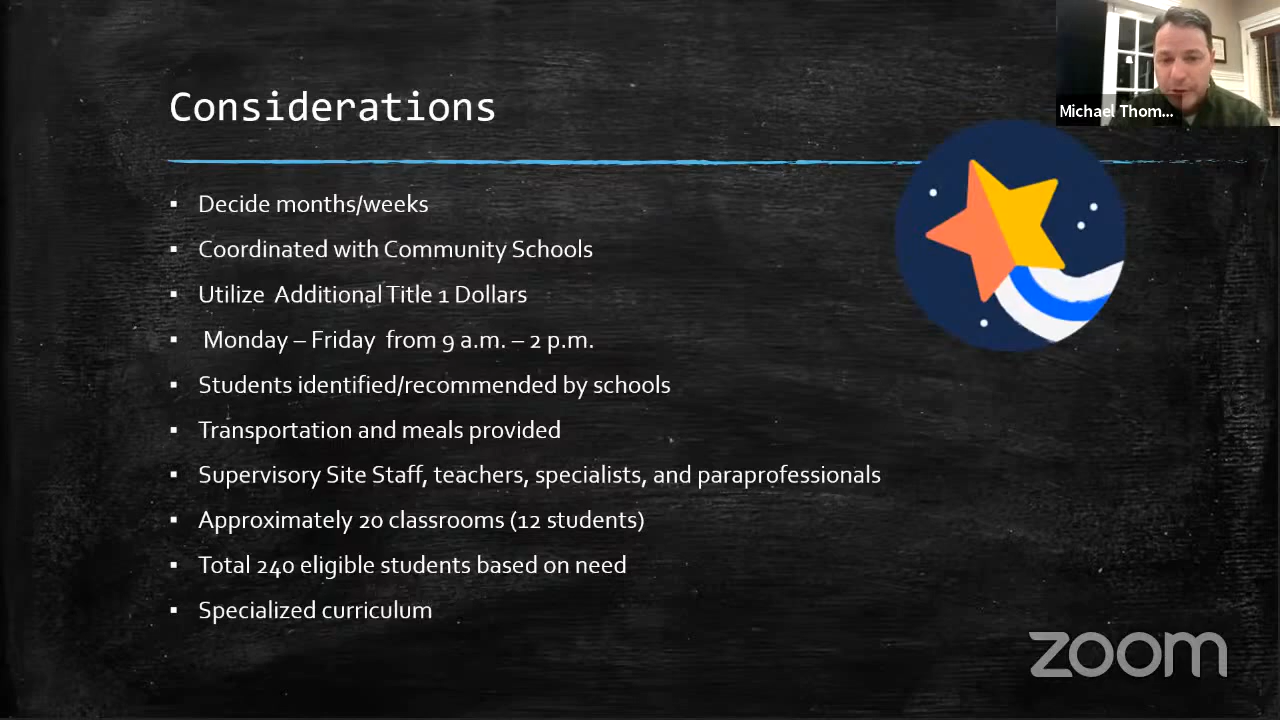 Considerations
Decide months/weeks
Coordinated with Community Schools
Utilize Additional Title 1 Dollars
Monday – Friday from 9 a.m. – 2 p.m.
Students identified/recommended by schools
Transportation and meals provided
Supervisory Site Staff, teachers, specialists, and paraprofessionals
Approximately 20 classrooms (12 students)
Total 240 eligible students based on need
Specialized curriculum
Michael Thom...
zoom